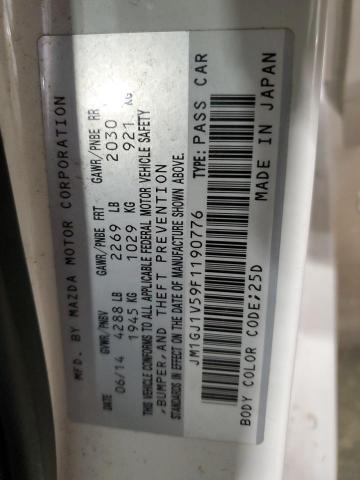 MFD. BY MAZDA MOTOR CORPORATION
GVWR/PNBV GAWR/PNBE FRT GAWR/PNBE RR
DATE 4288 LB 2269 LB 2030 LB
06/14 1945 KG 1029 KG 921 KG
THIS VEHICLE CONFORMS TO ALL APPLICABLE FEDERAL MOTOR VEHICLE SAFETY
,BUMPER, AND THEFT PREVENTION
STANDARDS IN EFFECT ON THE DATE OF MANUFACTURE SHOWN ABOVE.
JM1GJ1V59F1190776 TYPE: PASS CAR
BODY COLOR CODE;25D MADE IN JAPAN